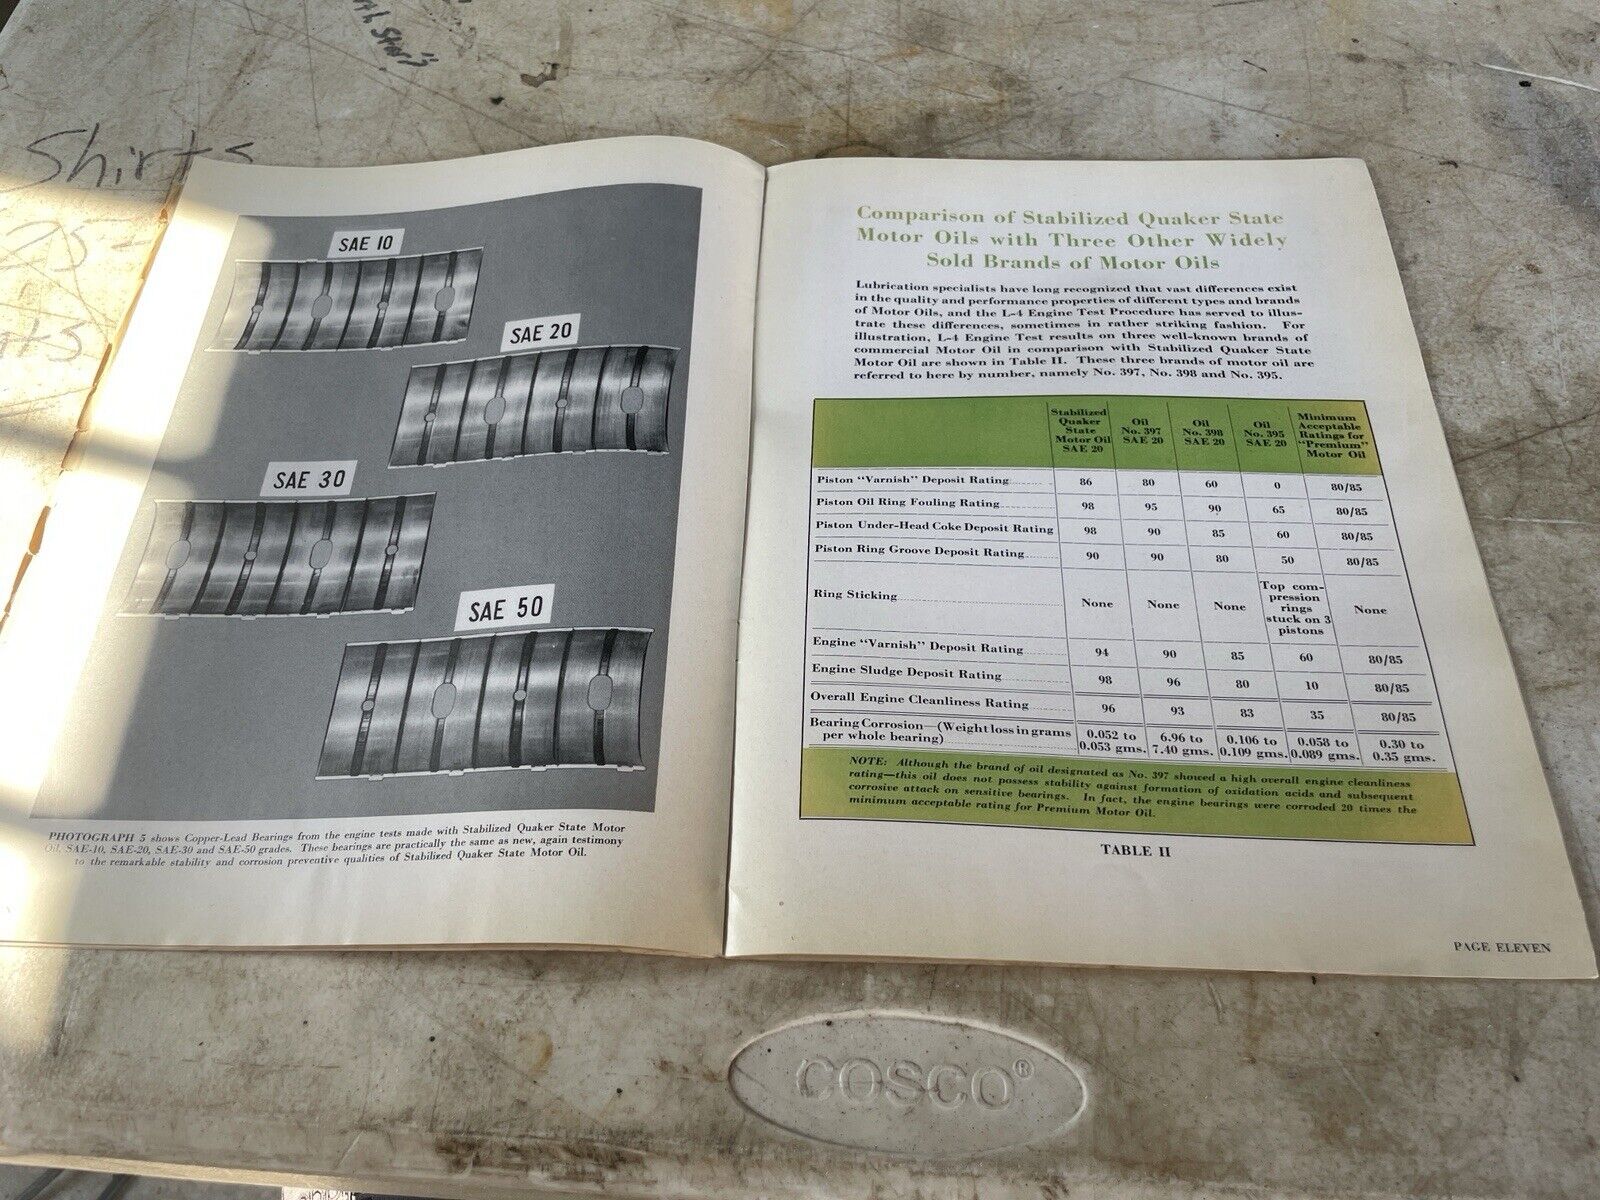 Shirts
SAE 10
SAE 20
SAE 30
SAE 50
PHOTOGRAPH 5 shows Copper-Lead Bearings from the engine tests made with Stabilized Quaker State Motor
Oil, SAE-10, SAE-20, SAE-30 and SAE-50 grades. These bearings are practically the same as new, again testimony
to the remarkable stability and corrosion preventive qualities of Stabilized Quaker State Motor Oil.
Comparison of Stabilized Quaker State
Motor Oils with Three Other Widely
Sold Brands of Motor Oils
Lubrication specialists have long recognized that vast differences exist
in the quality and performance properties of different types and brands
of Motor Oils, and the L-4 Engine Test Procedure has served to illus-
trate these differences, sometimes in rather striking fashion. For
illustration, L-4 Engine Test results on three well-known brands of
commercial Motor Oil in comparison with Stabilized Quaker State
Motor Oil are shown in Table II. These three brands of motor oil are
referred to here by number, namely No. 397, No. 398 and No. 395.
Stabilized
Quaker
State
Motor Oil
SAE 20
Oil
No. 397
SAE 20
Oil
No. 398
SAE 20
Oil
No. 395
SAE 20
Minimum
Acceptable
Ratings for
"Premium"
Motor Oil
Piston "Varnish" Deposit Rating 86 80 60 0 80/85
Piston Oil Ring Fouling Rating 98 95 90 65 80/85
Piston Under-Head Coke Deposit Rating 98 90 85 60 80/85
Piston Ring Groove Deposit Rating 90 90 80 50 80/85
Ring Sticking None None None
Top com-
pression
rings
stuck on 3
pistons
None
Engine "Varnish" Deposit Rating 94 90 85 60 80/85
Engine Sludge Deposit Rating 98 96 80 10 80/85
Overall Engine Cleanliness Rating 96 93 83 35 80/85
Bearing Corrosion—(Weight loss in grams
per whole bearing)
0.052 to
0.053 gms.
6.96 to
7.40 gms.
0.106 to
0.109 gms.
0.058 to
0.089 gms.
0.30 to
0.35 gms.
NOTE: Although the brand of oil designated as No. 397 showed a high overall engine cleanliness
rating—this oil does not possess stability against formation of oxidation acids and subsequent
corrosive attack on sensitive bearings. In fact, the engine bearings were corroded 20 times the
minimum acceptable rating for Premium Motor Oil.
TABLE II
PAGE ELEVEN
COSCO®